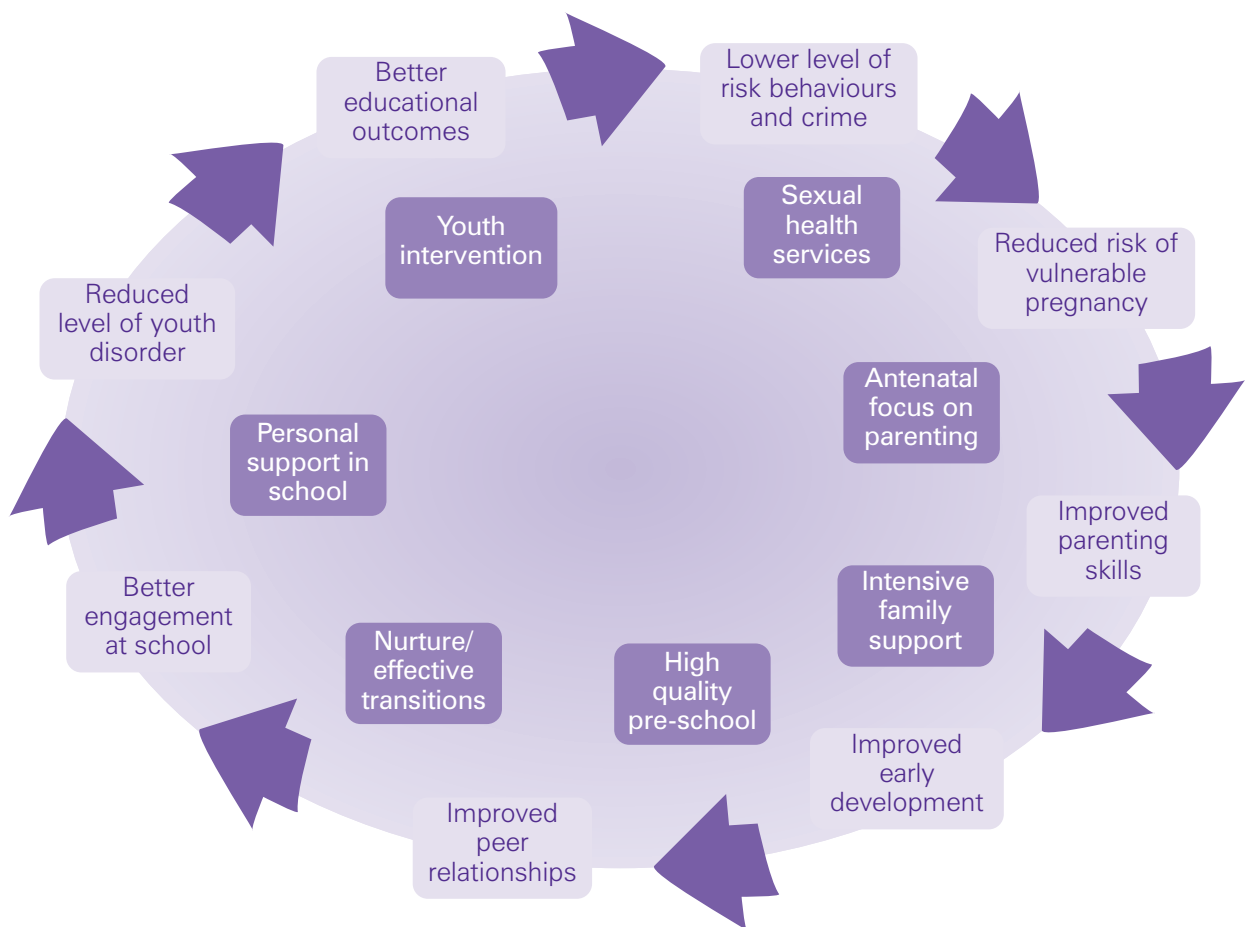 Better
educational
outcomes
Lower level of
risk behaviours
and crime
Youth
intervention
Sexual
health
services
Reduced risk of
vulnerable
pregnancy
Reduced
level of youth
disorder
Antenatal
focus on
parenting
Personal
support in
school
Improved
parenting
skills
Better
engagement
at school
Intensive
family
support
Nurture/
effective
transitions
High
quality
pre-school
Improved
early
development
Improved
peer
relationships